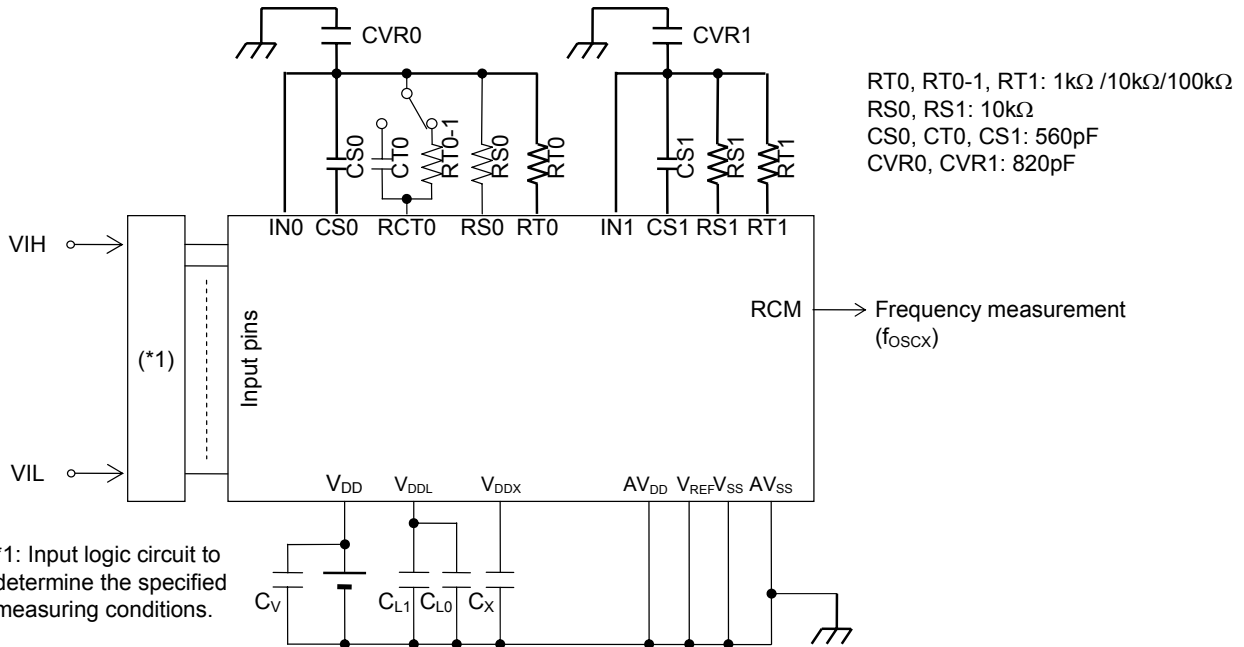 CVR0
CVR1
RT0, RT0-1, RT1: 1kΩ /10kΩ/100kΩ
RS0, RS1: 10kΩ
CS0, CT0, CS1: 560pF
CVR0, CVR1: 820pF
CS0
CT0
RT0-1
RS0
RT0
CS1
RS1
RT1
IN0 CS0 RCT0 RS0 RT0
IN1 CS1 RS1 RT1
VIH
(*1)
VIL
Input pins
RCM
Frequency measurement
(fOSCX)
VDD VDDL VDDX AVDD VREF VSS AVSS
CV CL1 CL0 CX
*1: Input logic circuit to
determine the specified
measuring conditions.